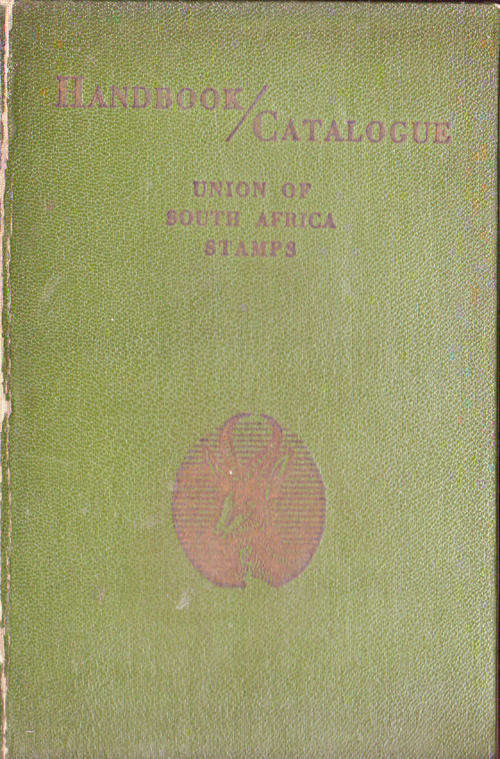 HANDBOOK/
CATALOGUE
UNION OF
SOUTH AFRICA
STAMPS